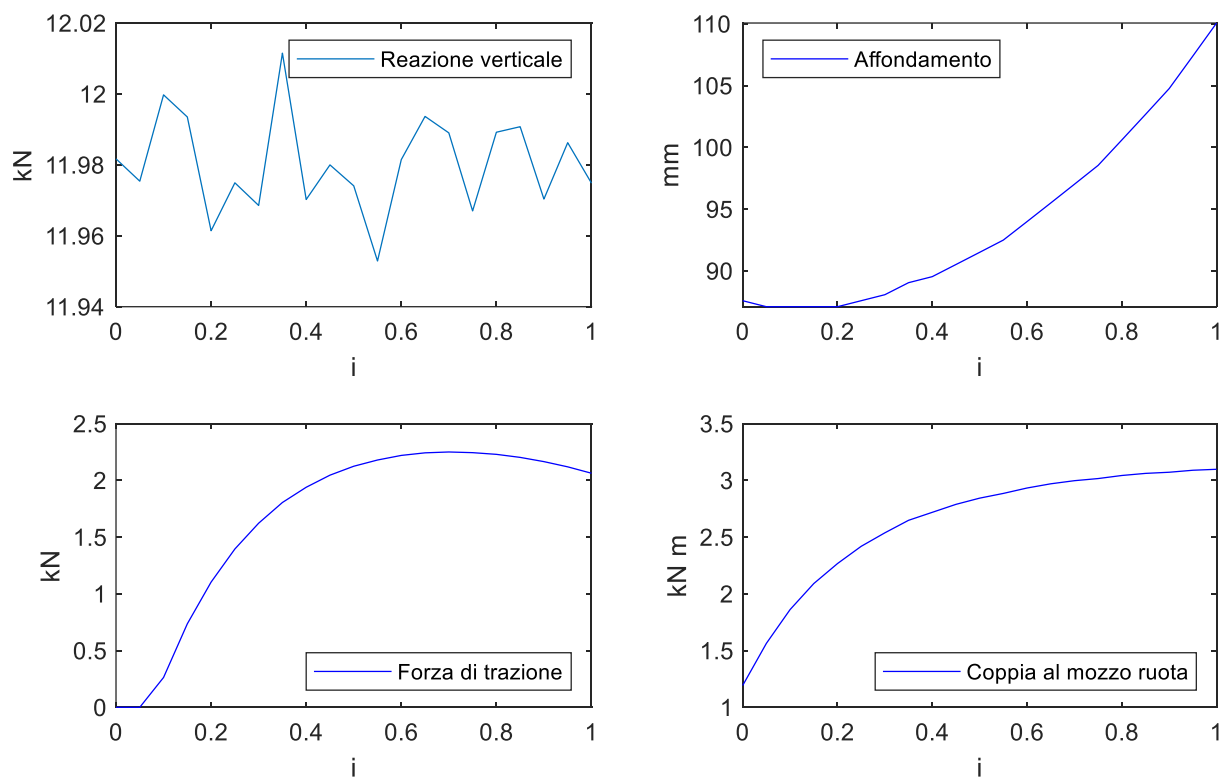 12.02
12
11.98
11.96
11.94
kN
Reazione verticale
0 0.2 0.4 0.6 0.8 1
i
110
105
100
95
90
mm
Affondamento
0 0.2 0.4 0.6 0.8 1
i
2.5
2
1.5
1
0.5
0
kN
Forza di trazione
0 0.2 0.4 0.6 0.8 1
i
3.5
3
2.5
2
1.5
1
kN m
Coppia al mozzo ruota
0 0.2 0.4 0.6 0.8 1
i